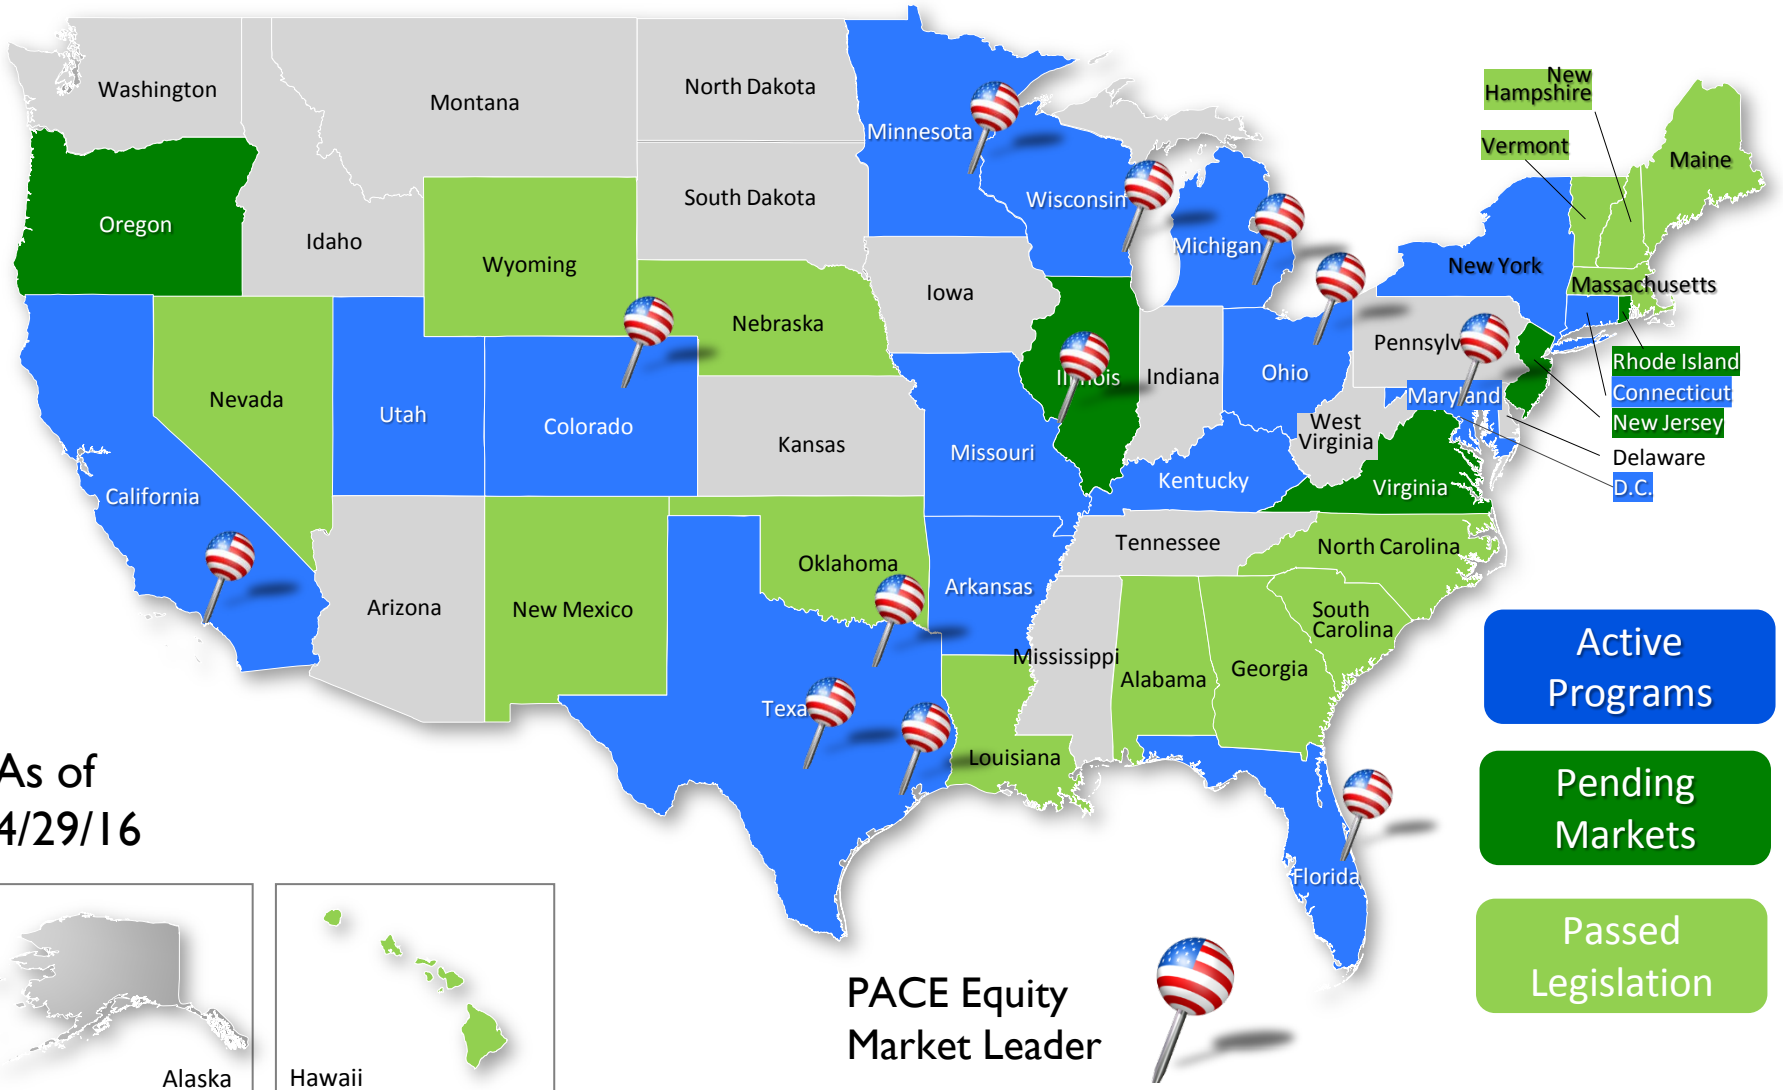 Washington
Montana
North Dakota
Minnesota
New
Hampshire
Vermont
Maine
South Dakota
Wisconsin
Oregon
Idaho
Michigan
Wyoming
New York
Iowa
Massachusetts
Nebraska
Pennsylv
Rhode Island
Illinois
Indiana
Ohio
Nevada
Utah
Colorado
Maryland
Connecticut
West
Virginia
New Jersey
Kansas
Missouri
Delaware
Kentucky
Virginia
D.C.
California
Tennessee
North Carolina
Oklahoma
Arkansas
Arizona
New Mexico
South
Carolina
Mississippi
Alabama
Georgia
Active
Programs
Texa
Louisiana
As of
4/29/16
Pending
Markets
Florida
Passed
Legislation
PACE Equity
Market Leader
Alaska
Hawaii